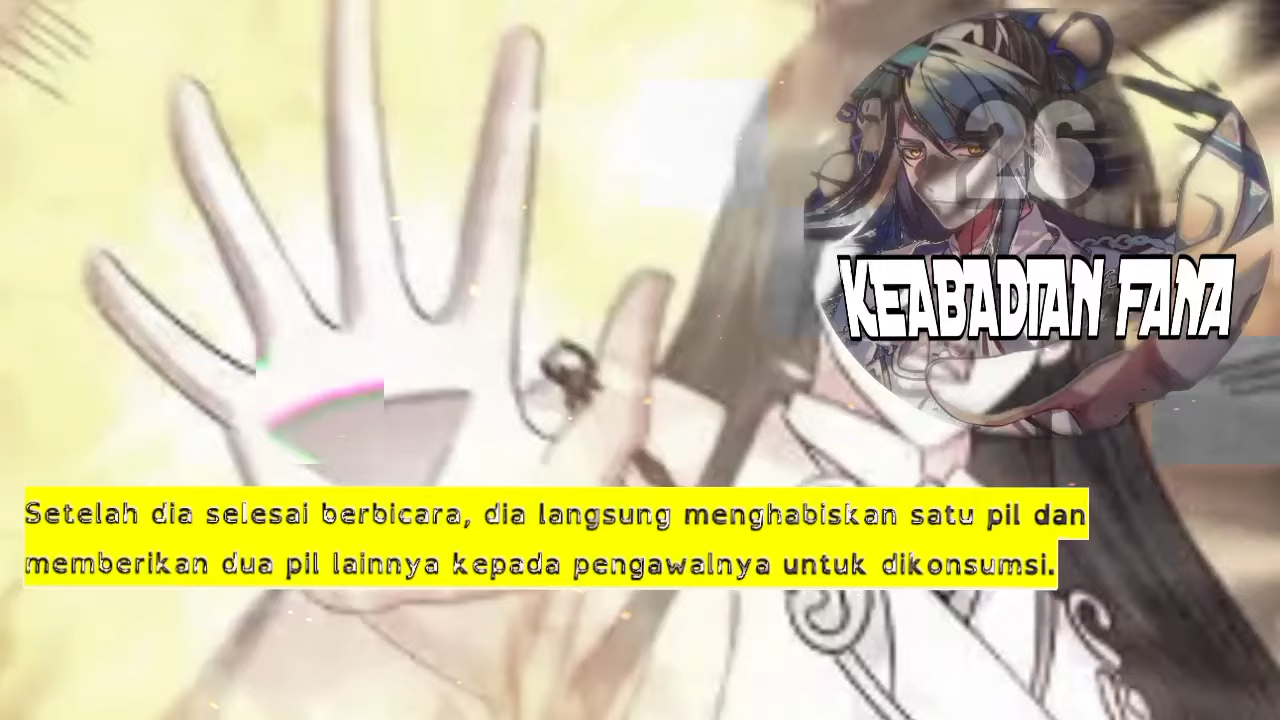 26
KEABADIAN FANA
Setelah dia selesai berbicara, dia langsung menghabiskan satu pil dan
memberikan dua pil lainnya kepada pengawalnya untuk dikonsumsi.